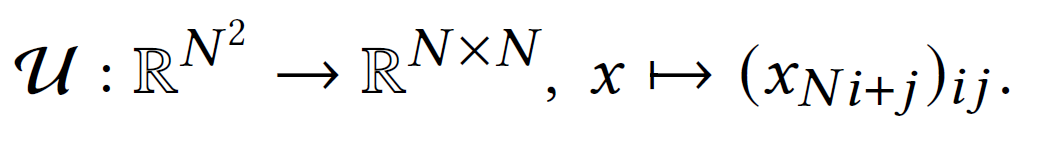 𝒰 : ℝ^{N^2} → ℝ^{N×N}, x ↦ (x_{Ni+j})_{ij}.